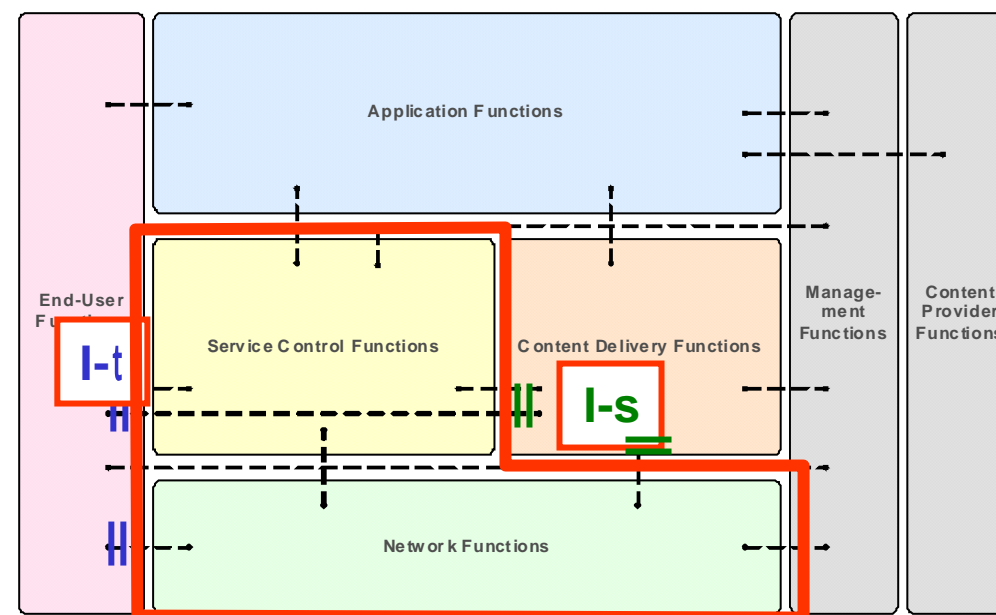 Application Functions
End-User
Service Control Functions
Content Delivery Functions
Manage-
ment
Functions
Content
Provider
Functions
I-t
I-s
Network Functions